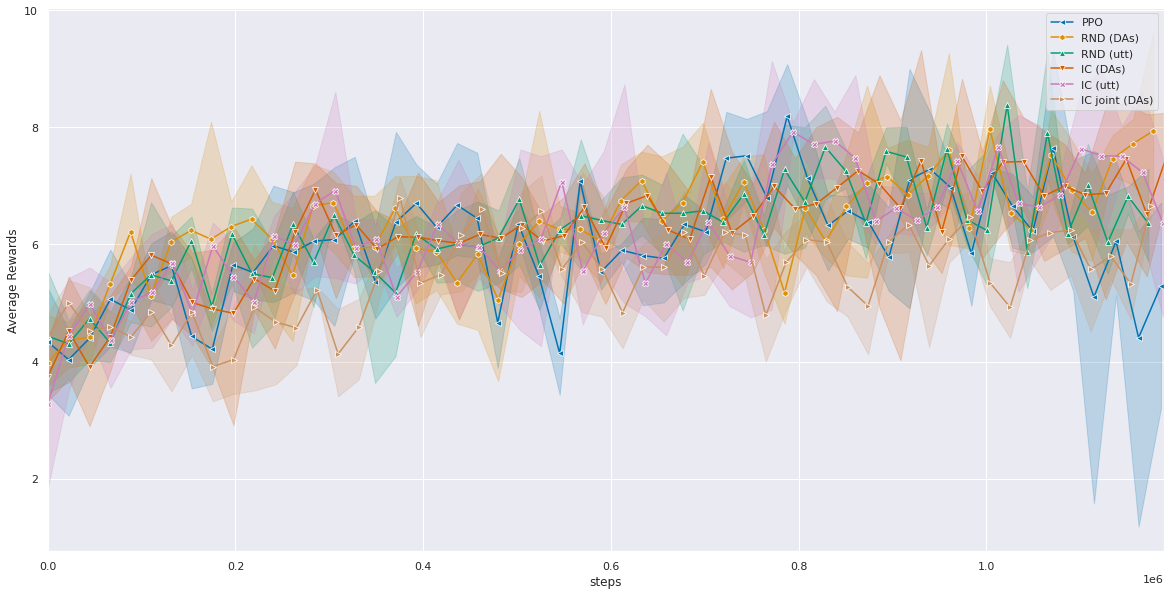 10
8
6
4
2
Average Rewards
0.0
0.2
0.4
0.6
0.8
1.0
1e6
steps
PPO
RND (DAs)
RND (utt)
IC (DAs)
IC (utt)
IC joint (DAs)